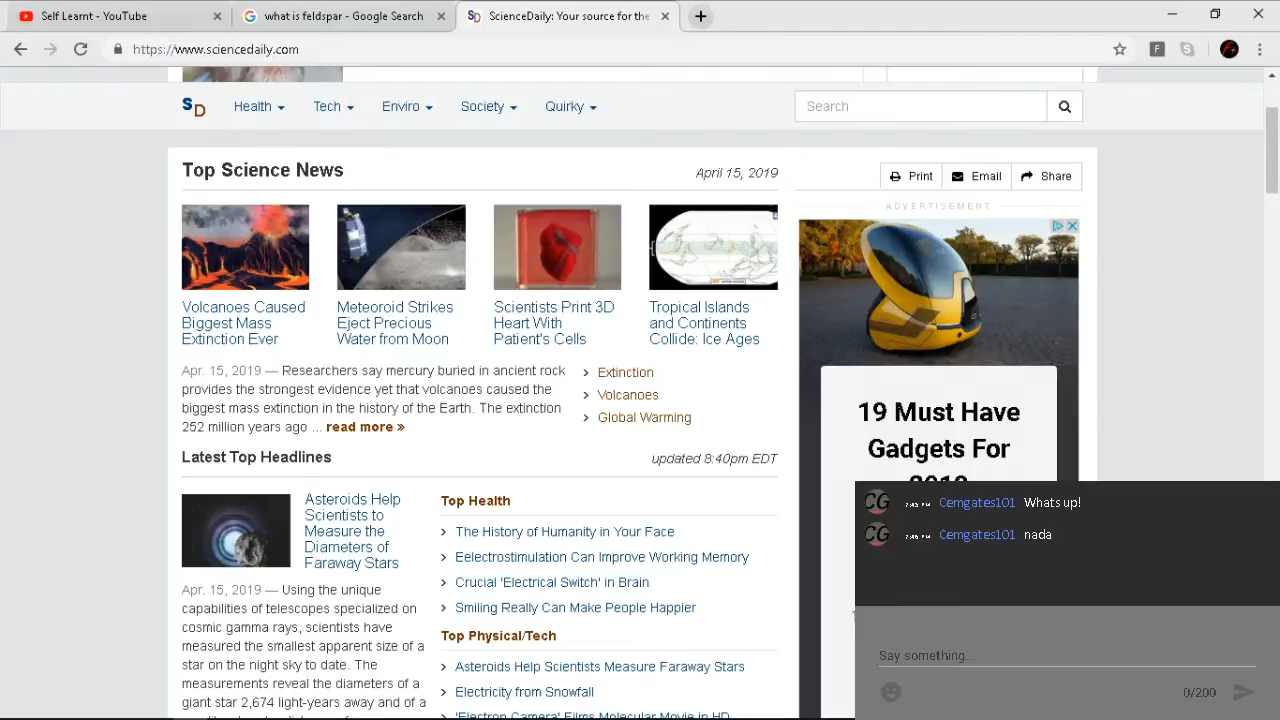 Self Learnt - YouTube
what is feldspar - Google Search
ScienceDaily: Your source for the
https://www.sciencedaily.com
F
SD
Health
Tech
Enviro
Society
Quirky
Search
Top Science News
April 15, 2019
Print
Email
Share
ADVERTISEMENT
Volcanoes Caused
Biggest Mass
Extinction Ever
Meteoroid Strikes
Eject Precious
Water from Moon
Scientists Print 3D
Heart With
Patient's Cells
Tropical Islands
and Continents
Collide: Ice Ages
Apr. 15, 2019 — Researchers say mercury buried in ancient rock
provides the strongest evidence yet that volcanoes caused the
biggest mass extinction in the history of the Earth. The extinction
252 million years ago ... read more »
Extinction
Volcanoes
Global Warming
Latest Top Headlines
updated 8:40pm EDT
Asteroids Help
Scientists to
Measure the
Diameters of
Faraway Stars
Apr. 15, 2019 — Using the unique
capabilities of telescopes specialized on
cosmic gamma rays, scientists have
measured the smallest apparent size of a
star on the night sky to date. The
measurements reveal the diameters of a
giant star 2,674 light-years away and of a
Top Health
The History of Humanity in Your Face
Eelectrostimulation Can Improve Working Memory
Crucial 'Electrical Switch' in Brain
Smiling Really Can Make People Happier
Top Physical/Tech
Asteroids Help Scientists Measure Faraway Stars
Electricity from Snowfall
'Electron Camera' Films Molecular Movie in HD
19 Must Have
Gadgets For
2019
CG Cemgates101 Whats up!
CG Cemgates101 nada
Say something...
0/200